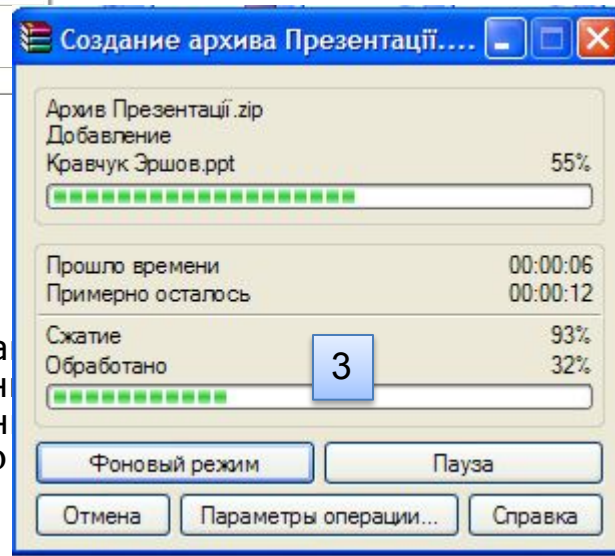 Создание архива Презентації....
Архив Презентації.zip
Добавление
Кравчук Эршов.ppt 55%
Прошло времени 00:00:06
Примерно осталось 00:00:12
Сжатие 93%
Обработано 32%
3
Фоновый режим Пауза
Отмена Параметры операции... Справка